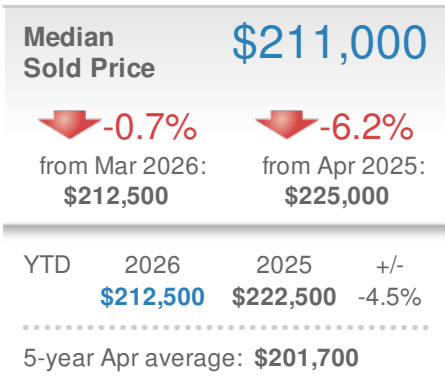 Median $211,000
Sold Price
-0.7% -6.2%
from Mar 2026: from Apr 2025:
$212,500 $225,000
YTD 2026 2025 +/-
$212,500 $222,500 -4.5%
5-year Apr average: $201,700